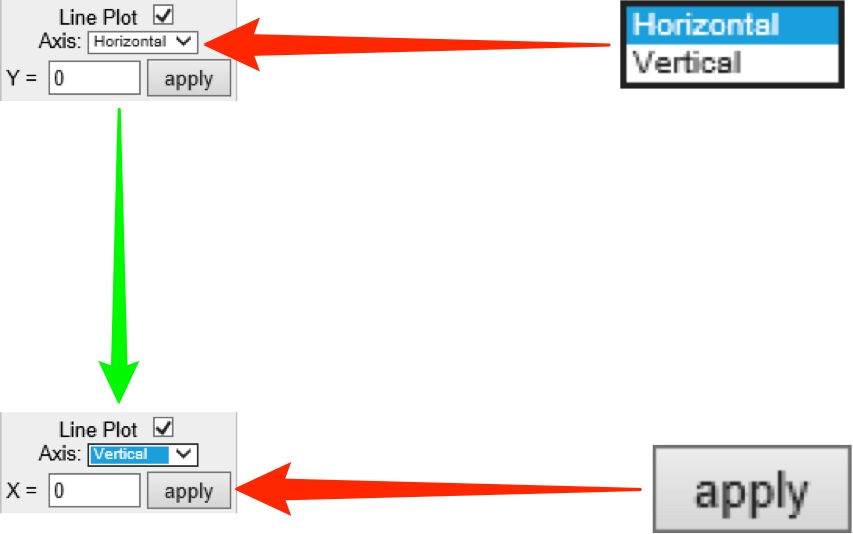 Line Plot
Axis: Horizontal
Y = 0 apply
Horizontal
Vertical
Line Plot
Axis: Vertical
X = 0 apply
apply